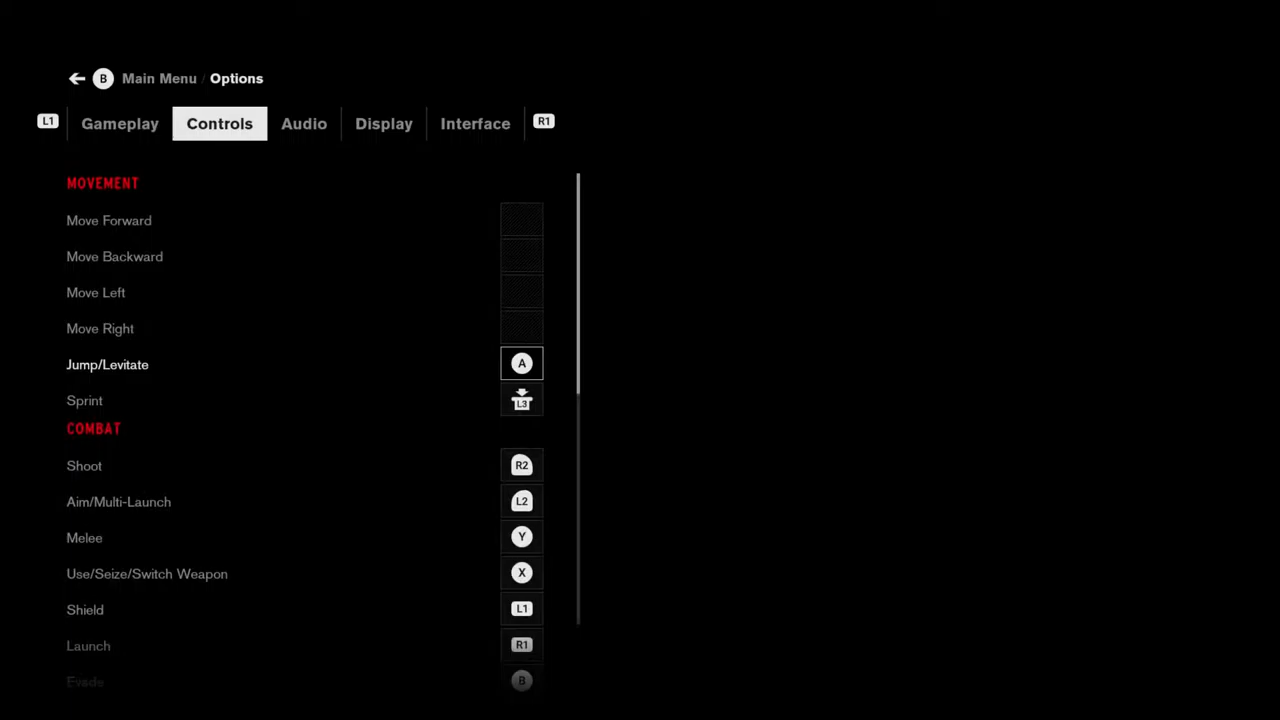 B Main Menu / Options
L1 Gameplay Controls Audio Display Interface R1
MOVEMENT
Move Forward
Move Backward
Move Left
Move Right
Jump/Levitate A
Sprint L3
COMBAT
Shoot R2
Aim/Multi-Launch L2
Melee Y
Use/Seize/Switch Weapon X
Shield L1
Launch R1
Evade B